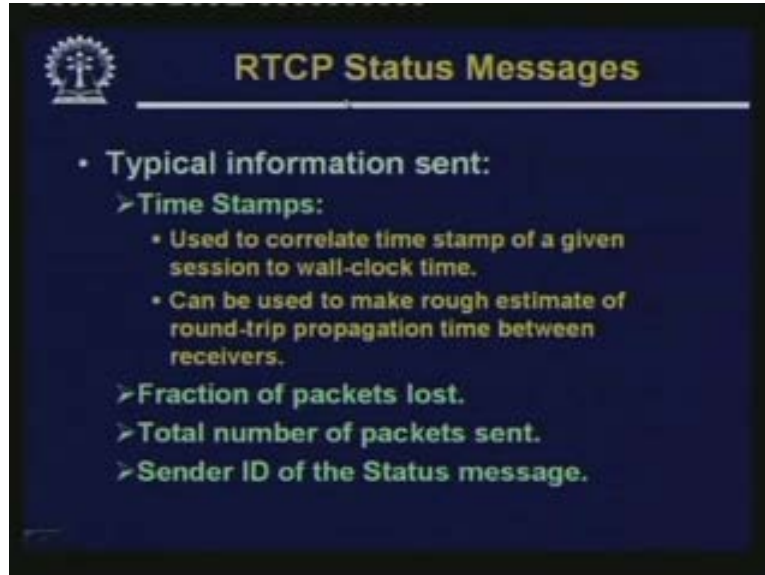 RTCP Status Messages
• Typical information sent:
➢Time Stamps:
▪ Used to correlate time stamp of a given
session to wall-clock time.
▪ Can be used to make rough estimate of
round-trip propagation time between
receivers.
➢Fraction of packets lost.
➢Total number of packets sent.
➢Sender ID of the Status message.